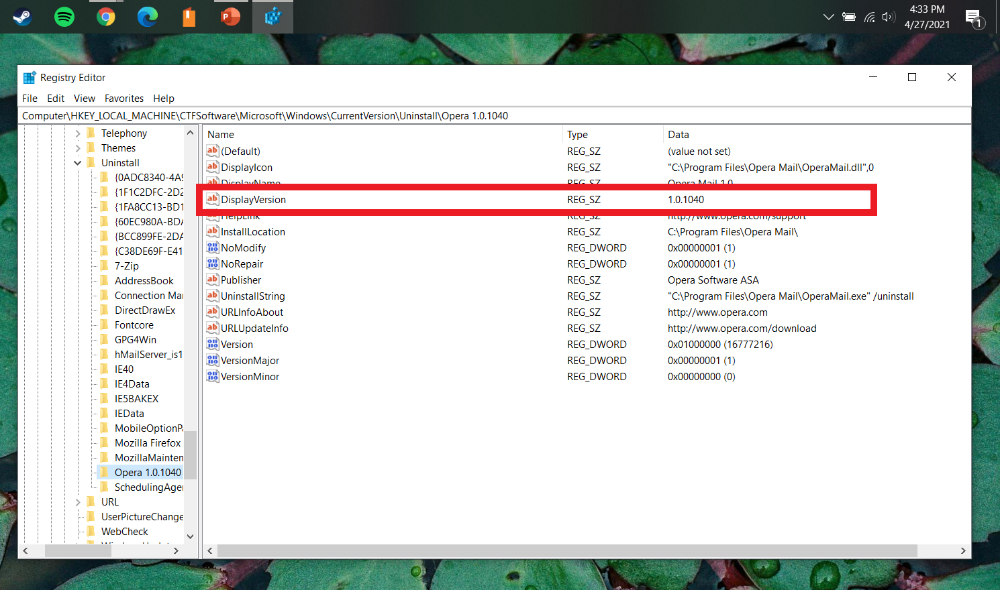 4:33 PM
4/27/2021
1
Registry Editor
File Edit View Favorites Help
Computer\HKEY_LOCAL_MACHINE\CTFSoftware\Microsoft\Windows\CurrentVersion\Uninstall\Opera 1.0.1040
Telephony
Themes
Uninstall
{0ADC8340-4A9
{1F1C2DFC-2D2
{1FA8CC13-BD1
{60EC980A-BDA
{BCC899FE-2DA
{C38DE69F-E41
7-Zip
AddressBook
Connection Mar
DirectDrawEx
Fontcore
GPG4Win
hMailServer_is1
IE40
IE4Data
IE5BAKEX
IEData
MobileOptionPa
Mozilla Firefox
MozillaMainten
Opera 1.0.1040
SchedulingAger
URL
UserPictureChange
WebCheck
Name Type Data
(Default) REG_SZ (value not set)
DisplayIcon REG_SZ "C:\Program Files\Opera Mail\OperaMail.dll",0
DisplayName REG_SZ Opera Mail 1.0
DisplayVersion REG_SZ 1.0.1040
HelpLink REG_SZ http://www.opera.com/support
InstallLocation REG_SZ C:\Program Files\Opera Mail\
NoModify REG_DWORD 0x00000001 (1)
NoRepair REG_DWORD 0x00000001 (1)
Publisher REG_SZ Opera Software ASA
UninstallString REG_SZ "C:\Program Files\Opera Mail\OperaMail.exe" /uninstall
URLInfoAbout REG_SZ http://www.opera.com
URLUpdateInfo REG_SZ http://www.opera.com/download
Version REG_DWORD 0x01000000 (16777216)
VersionMajor REG_DWORD 0x00000001 (1)
VersionMinor REG_DWORD 0x00000000 (0)